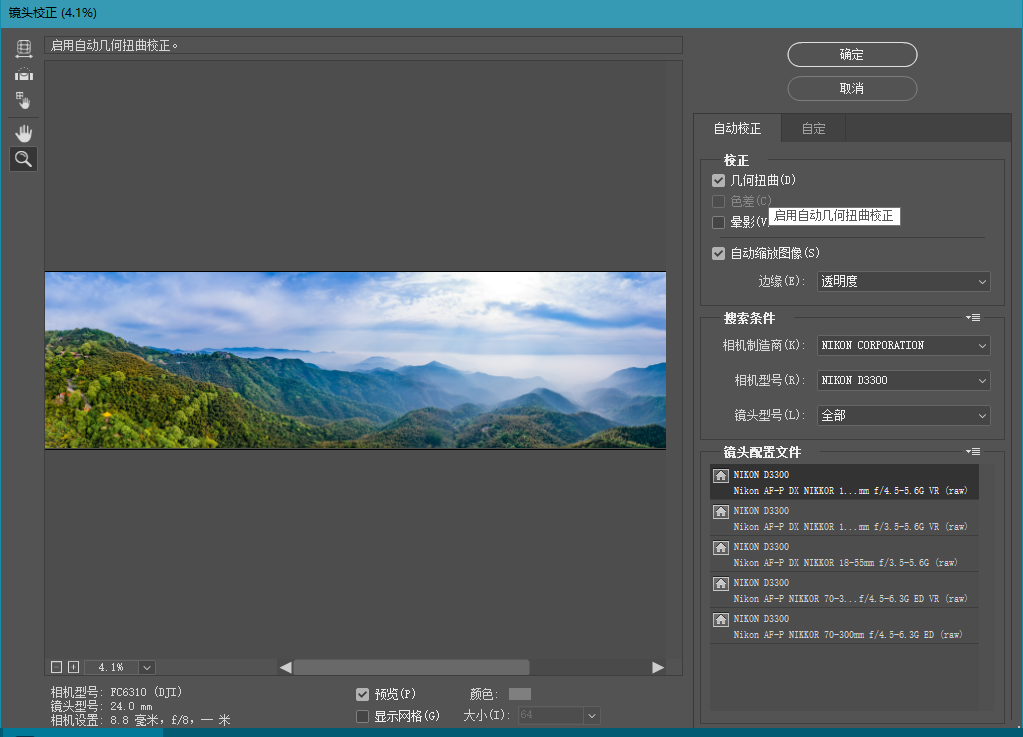 镜头校正 (4.1%)
启用自动几何扭曲校正。
确定
取消
自动校正
自定
校正
几何扭曲(D)
色差(C)
晕影(V
启用自动几何扭曲校正
自动缩放图像(S)
边缘(E):
透明度
搜索条件
相机制造商(K):
NIKON CORPORATION
相机型号(R):
NIKON D3300
镜头型号(L):
全部
镜头配置文件
NIKON D3300
Nikon AF-P DX NIKKOR 1...mm f/4.5-5.6G VR (raw)
NIKON D3300
Nikon AF-P DX NIKKOR 1...mm f/3.5-5.6G VR (raw)
NIKON D3300
Nikon AF-P DX NIKKOR 18-55mm f/3.5-5.6G (raw)
NIKON D3300
Nikon AF-P NIKKOR 70-3...f/4.5-6.3G ED VR (raw)
NIKON D3300
Nikon AF-P NIKKOR 70-300mm f/4.5-6.3G ED (raw)
4.1%
相机型号: FC6310 (DJI)
镜头型号: 24.0 mm
相机设置: 8.8 毫米, f/8, — 米
预览(P)
显示网格(G)
颜色:
大小(I):
64